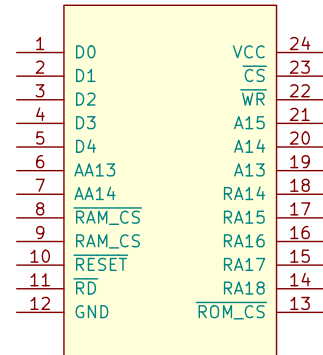 1 D0 VCC 24
2 D1 CS 23
3 D2 WR 22
4 D3 A15 21
5 D4 A14 20
6 AA13 A13 19
7 AA14 RA14 18
8 RAM_CS RA15 17
9 RAM_CS RA16 16
10 RESET RA17 15
11 RD RA18 14
12 GND ROM_CS 13